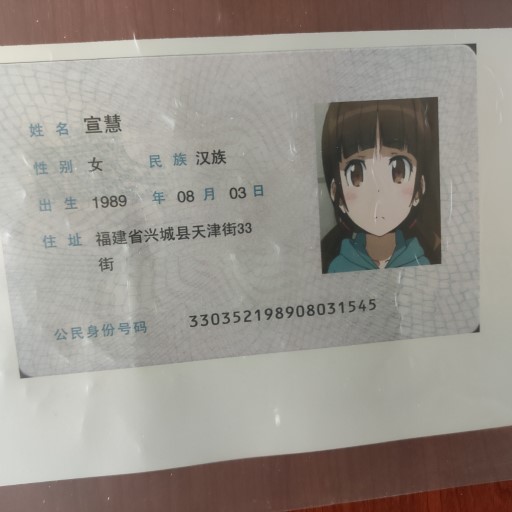 姓名 宣慧
性别 女 民族 汉族
出生 1989 年 08 月 03 日
住址 福建省兴城县天津街33
街
公民身份号码 330352198908031545